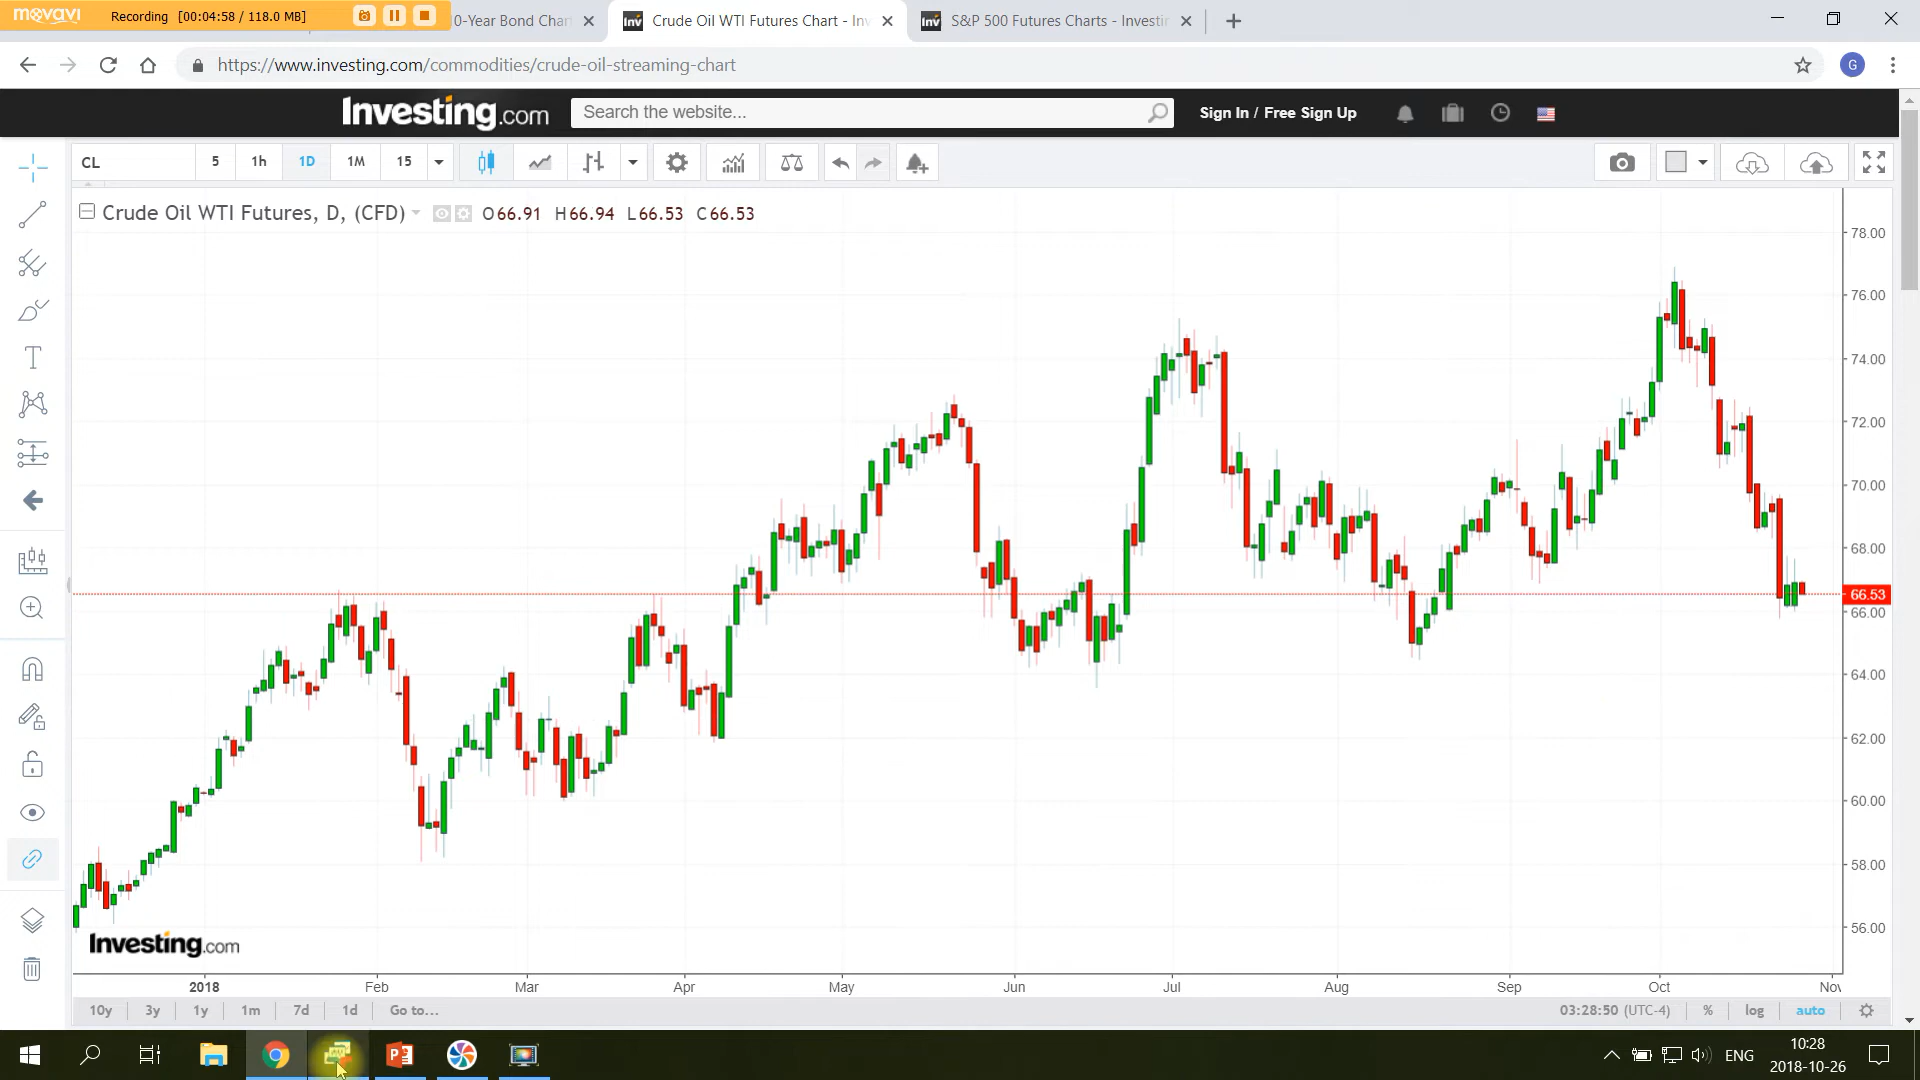 movavi Recording [00:04:58 / 118.0 MB]
10-Year Bond Char
Crude Oil WTI Futures Chart - Inv
S&P 500 Futures Charts - Investin
https://www.investing.com/commodities/crude-oil-streaming-chart
G
Investing.com
Search the website...
Sign In / Free Sign Up
CL 5 1h 1D 1M 15
Crude Oil WTI Futures, D, (CFD) O66.91 H66.94 L66.53 C66.53
78.00
76.00
74.00
72.00
70.00
68.00
66.53
66.00
64.00
62.00
60.00
58.00
56.00
Investing.com
2018 Feb Mar Apr May Jun Jul Aug Sep Oct Nov
10y 3y 1y 1m 7d 1d Go to... 03:28:50 (UTC-4) % log auto
ENG
10:28
2018-10-26